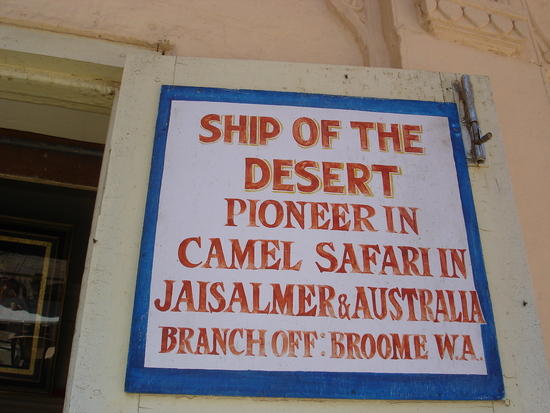 SHIP OF THE
DESERT
PIONEER IN
CAMEL SAFARI IN
JAISALMER & AUSTRALIA
BRANCH OFF: BROOME W.A.